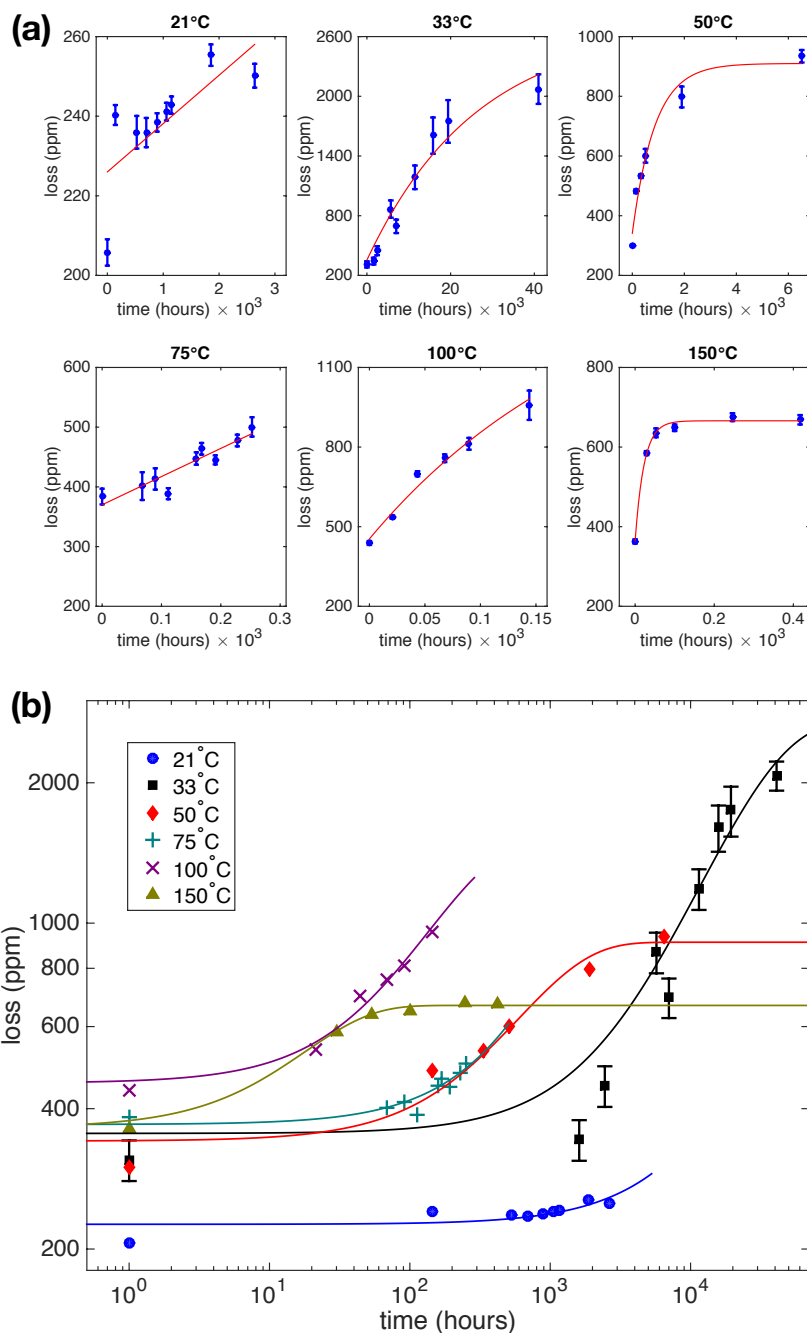 (a)
21°C
33°C
50°C
loss (ppm)
260
240
220
200
0 1 2 3
time (hours) × 10³
loss (ppm)
2600
2000
1400
800
200
0 10 20 30 40
time (hours) × 10³
loss (ppm)
1000
800
600
400
200
0 2 4 6
time (hours) × 10³
75°C
100°C
150°C
loss (ppm)
600
500
400
300
200
0 0.1 0.2 0.3
time (hours) × 10³
loss (ppm)
1100
800
500
200
0 0.05 0.1 0.15
time (hours) × 10³
loss (ppm)
800
600
400
200
0 0.2 0.4
time (hours) × 10³
(b)
21°C
33°C
50°C
75°C
100°C
150°C
loss (ppm)
2000
1000
800
600
400
200
10⁰ 10¹ 10² 10³ 10⁴
time (hours)